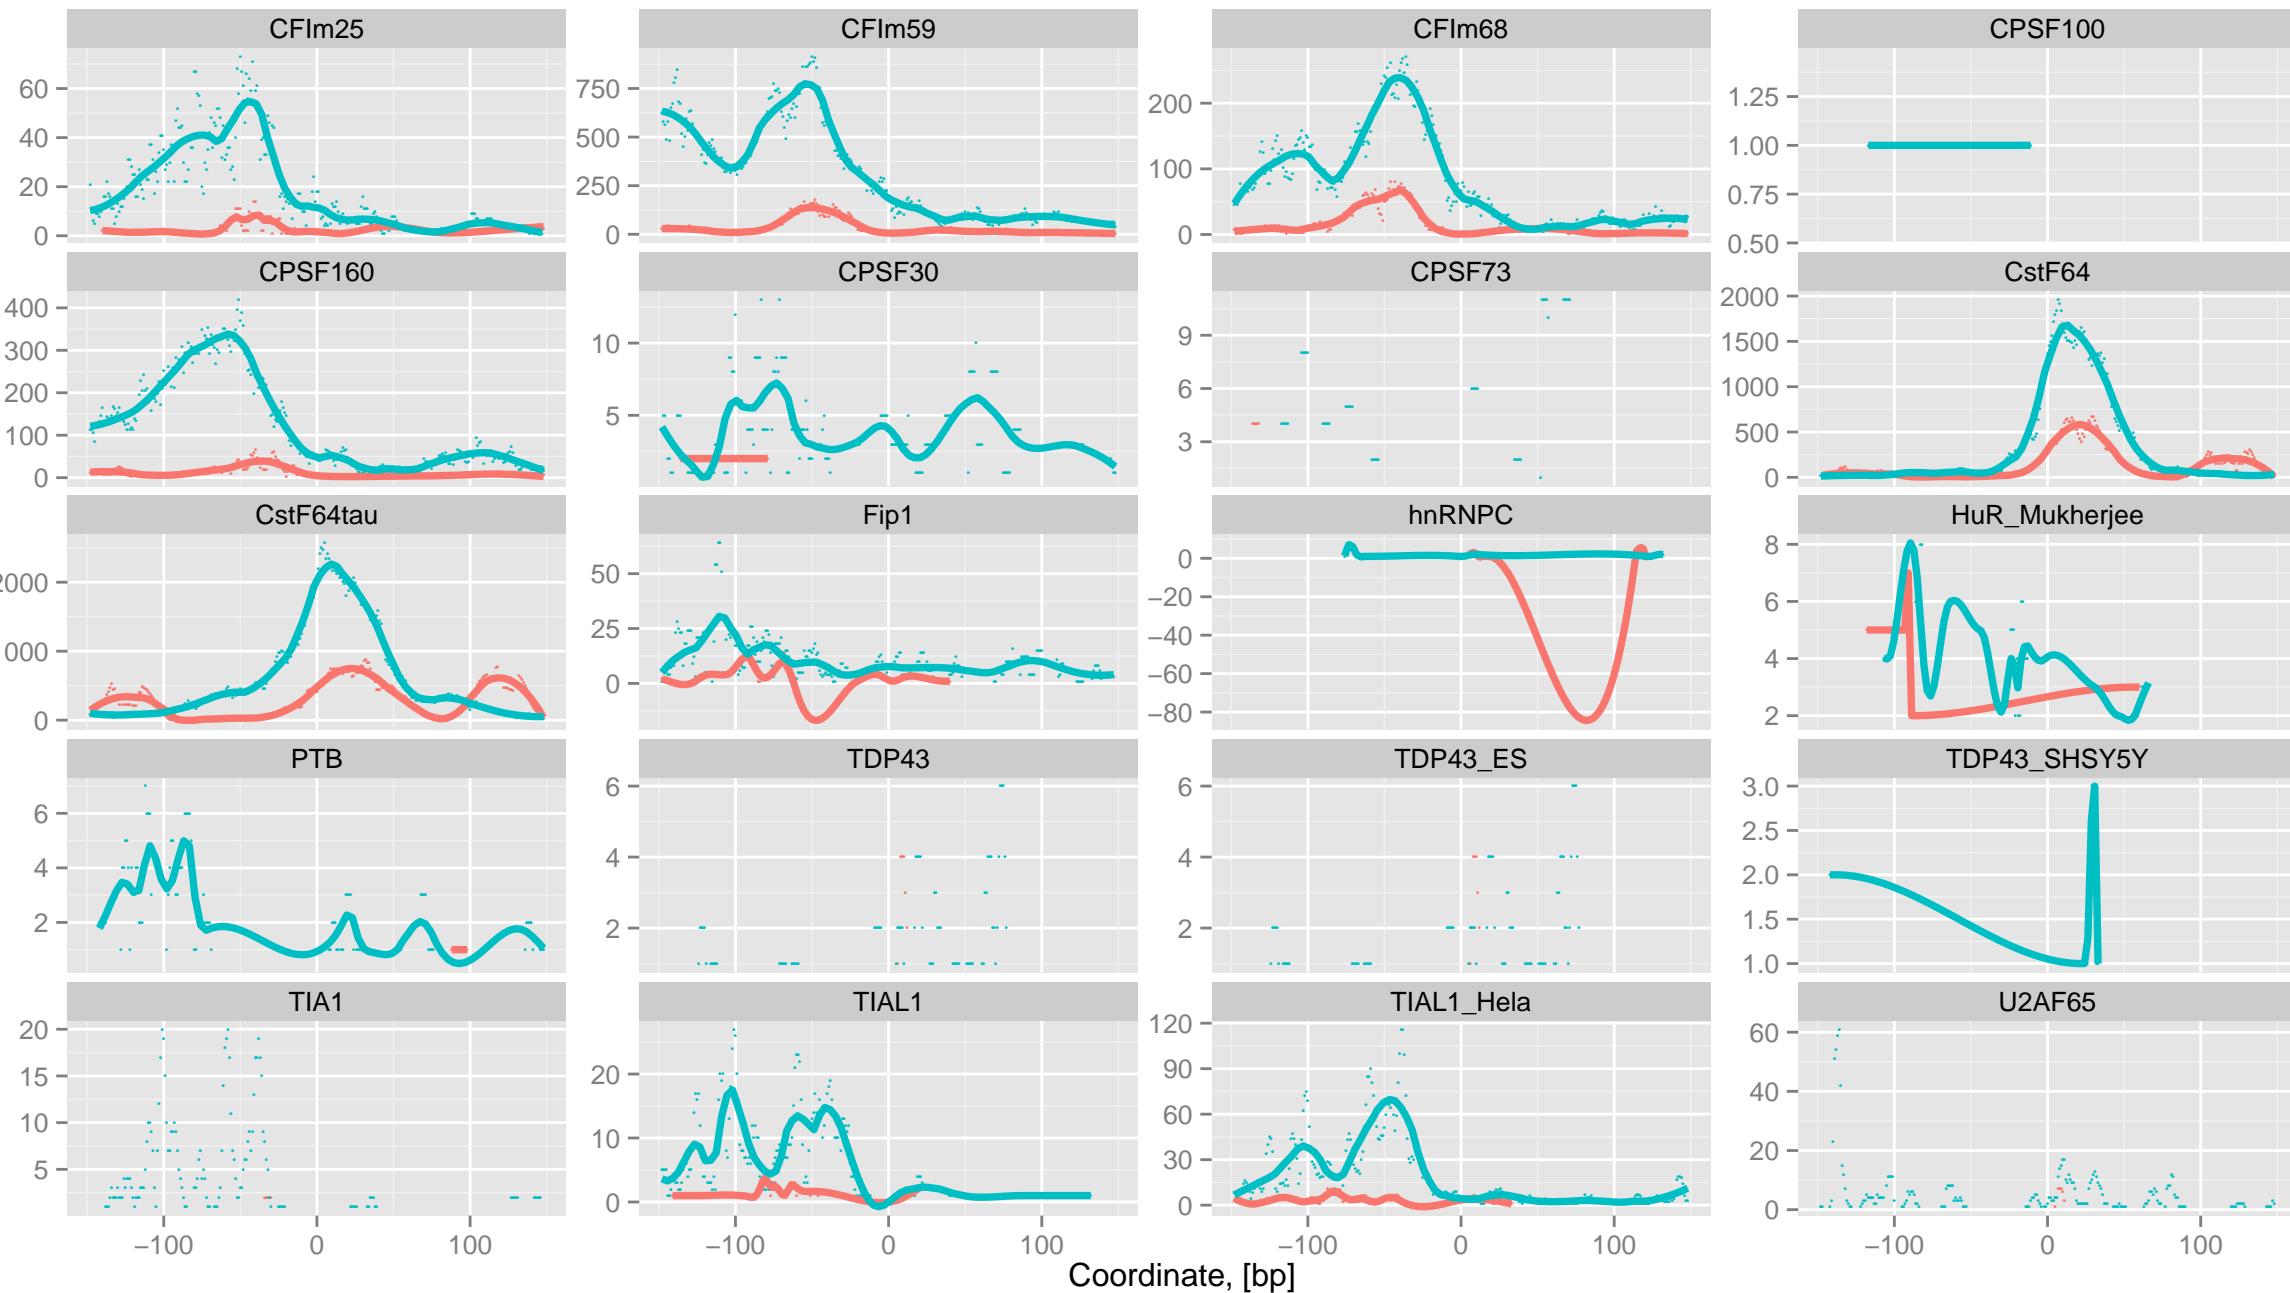 CFIm25 CFIm59 CFIm68 CPSF100
60 40 20 0
750 500 250 0
200 100 0
1.25 1.00 0.75 0.50
CPSF160 CPSF30 CPSF73 CstF64
400 300 200 100 0
10 5
9 6 3
2000 1500 1000 500 0
CstF64tau Fip1 hnRNPC HuR_Mukherjee
2000 000 0
50 25 0
0 −20 −40 −60 −80
8 6 4 2
PTB TDP43 TDP43_ES TDP43_SHSY5Y
6 4 2
6 4 2
6 4 2
3.0 2.5 2.0 1.5 1.0
TIA1 TIAL1 TIAL1_Hela U2AF65
20 15 10 5
20 10 0
120 90 60 30 0
60 40 20 0
−100 0 100 −100 0 100 −100 0 100 −100 0 100
Coordinate, [bp]